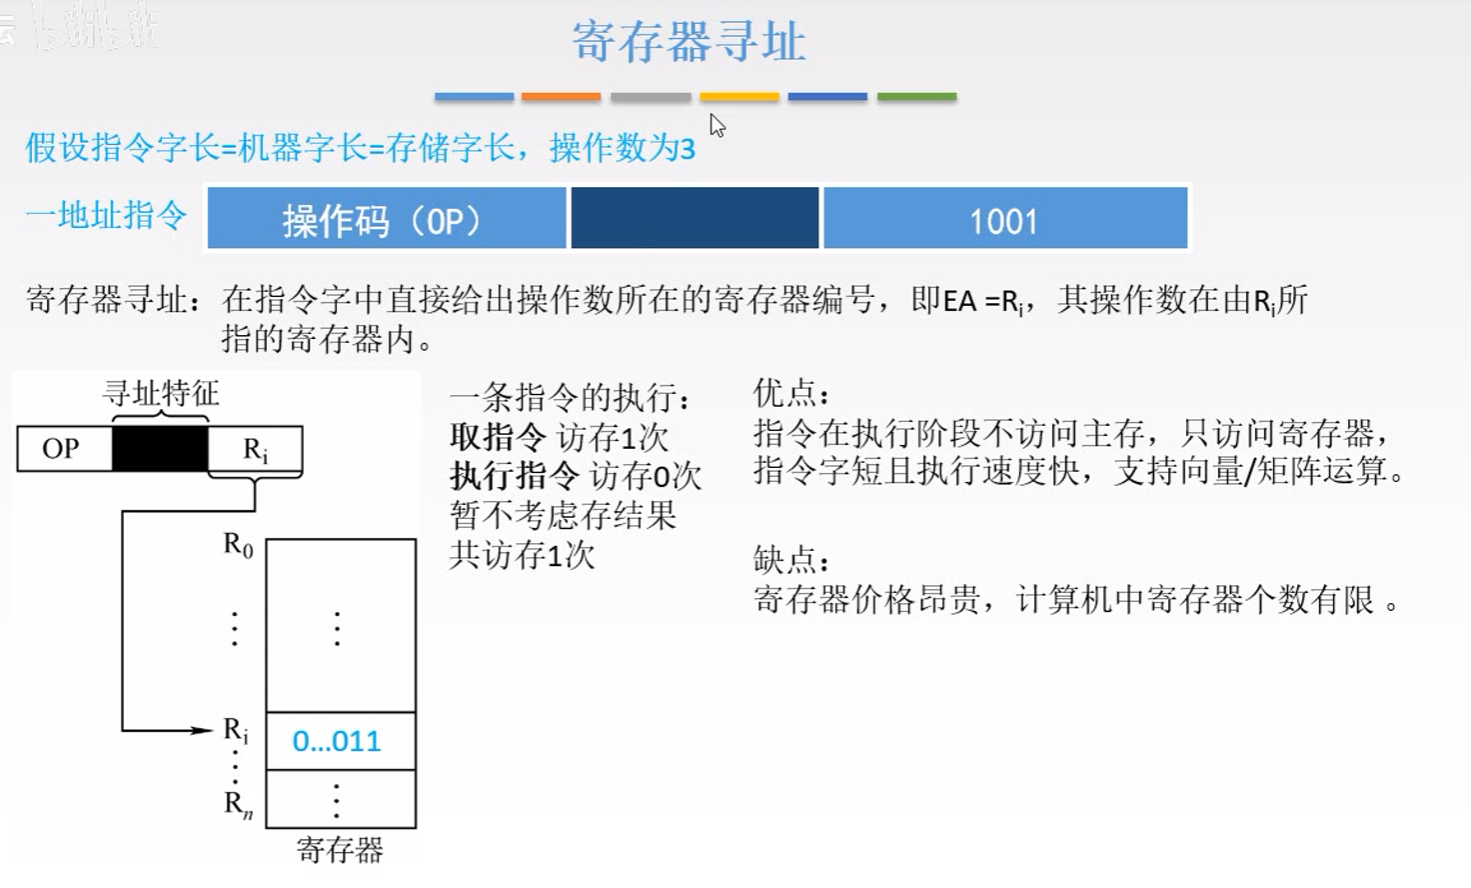 云
bilibili
寄存器寻址
假设指令字长=机器字长=存储字长，操作数为3
一地址指令
操作码（OP）
1001
寄存器寻址：在指令字中直接给出操作数所在的寄存器编号，即EA =Ri，其操作数在由Ri所
指的寄存器内。
寻址特征
OP
Ri
R0
⋮
⋮
Ri
0...011
⋮
Rn
⋮
寄存器
一条指令的执行：
取指令 访存1次
执行指令 访存0次
暂不考虑存结果
共访存1次
优点：
指令在执行阶段不访问主存，只访问寄存器，
指令字短且执行速度快，支持向量/矩阵运算。
缺点：
寄存器价格昂贵，计算机中寄存器个数有限 。